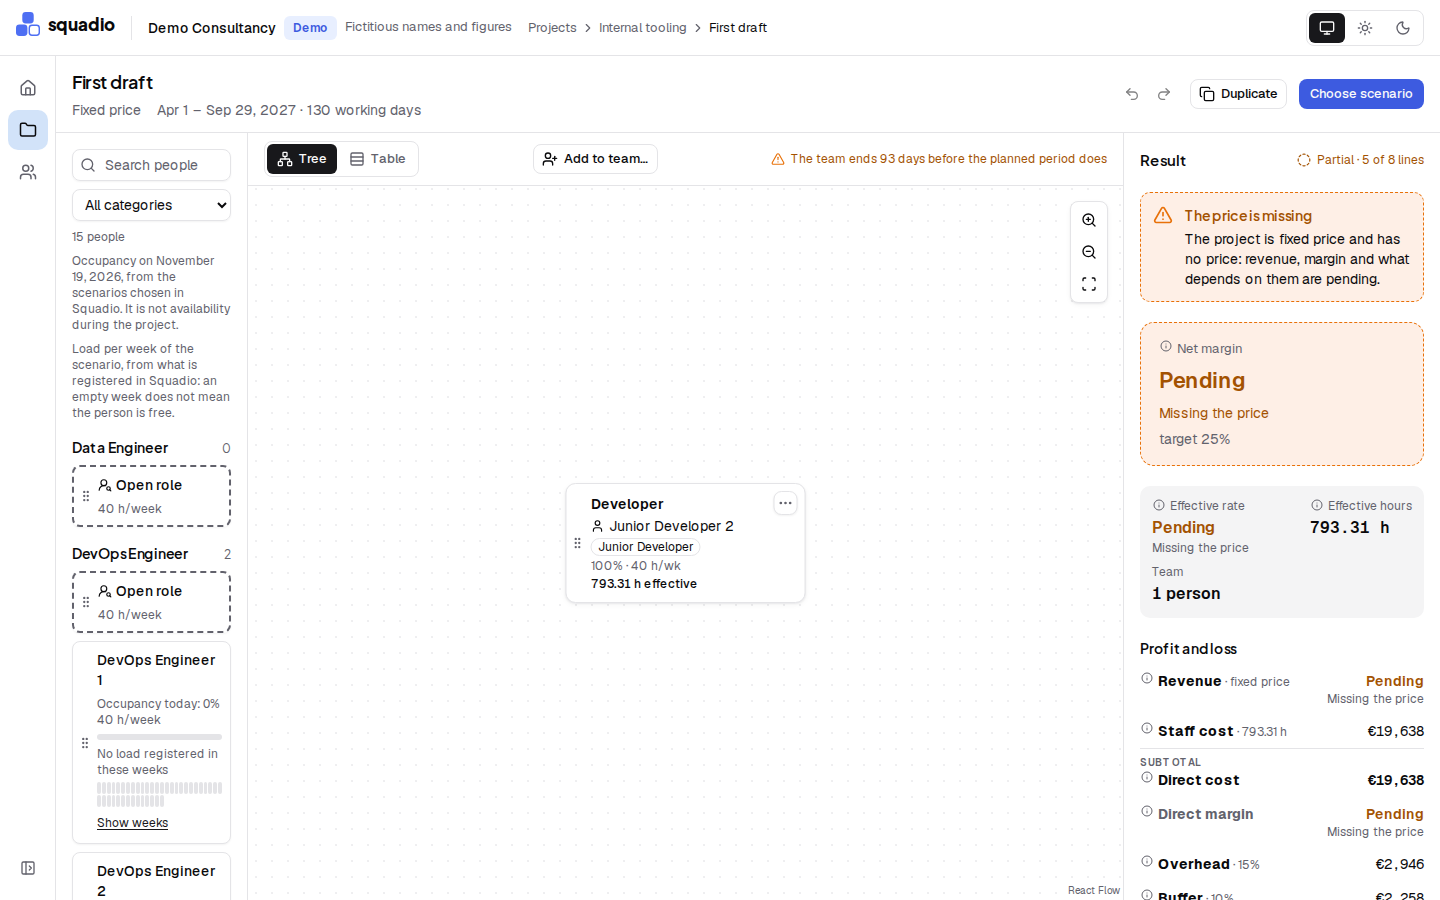 squadio
Demo Consultancy
Demo
Fictitious names and figures
Projects
Internal tooling
First draft
First draft
Fixed price
Apr 1 – Sep 29, 2027 · 130 working days
Duplicate
Choose scenario
Search people
All categories
15 people
Occupancy on November
19, 2026, from the
scenarios chosen in
Squadio. It is not availability
during the project.
Load per week of the
scenario, from what is
registered in Squadio: an
empty week does not mean
the person is free.
Data Engineer 0
Open role
40 h/week
DevOps Engineer 2
Open role
40 h/week
DevOps Engineer
1
Occupancy today: 0%
40 h/week
No load registered in
these weeks
Show weeks
DevOps Engineer
2
Tree
Table
Add to team...
The team ends 93 days before the planned period does
Developer
Junior Developer 2
Junior Developer
100% · 40 h/wk
793.31 h effective
React Flow
Result
Partial · 5 of 8 lines
The price is missing
The project is fixed price and has
no price: revenue, margin and what
depends on them are pending.
Net margin
Pending
Missing the price
target 25%
Effective rate
Pending
Missing the price
Effective hours
793.31 h
Team
1 person
Profit and loss
Revenue · fixed price Pending
Missing the price
Staff cost · 793.31 h €19,638
SUBTOTAL
Direct cost €19,638
Direct margin Pending
Missing the price
Overhead · 15% €2,946
Buffer · 10% €2,258